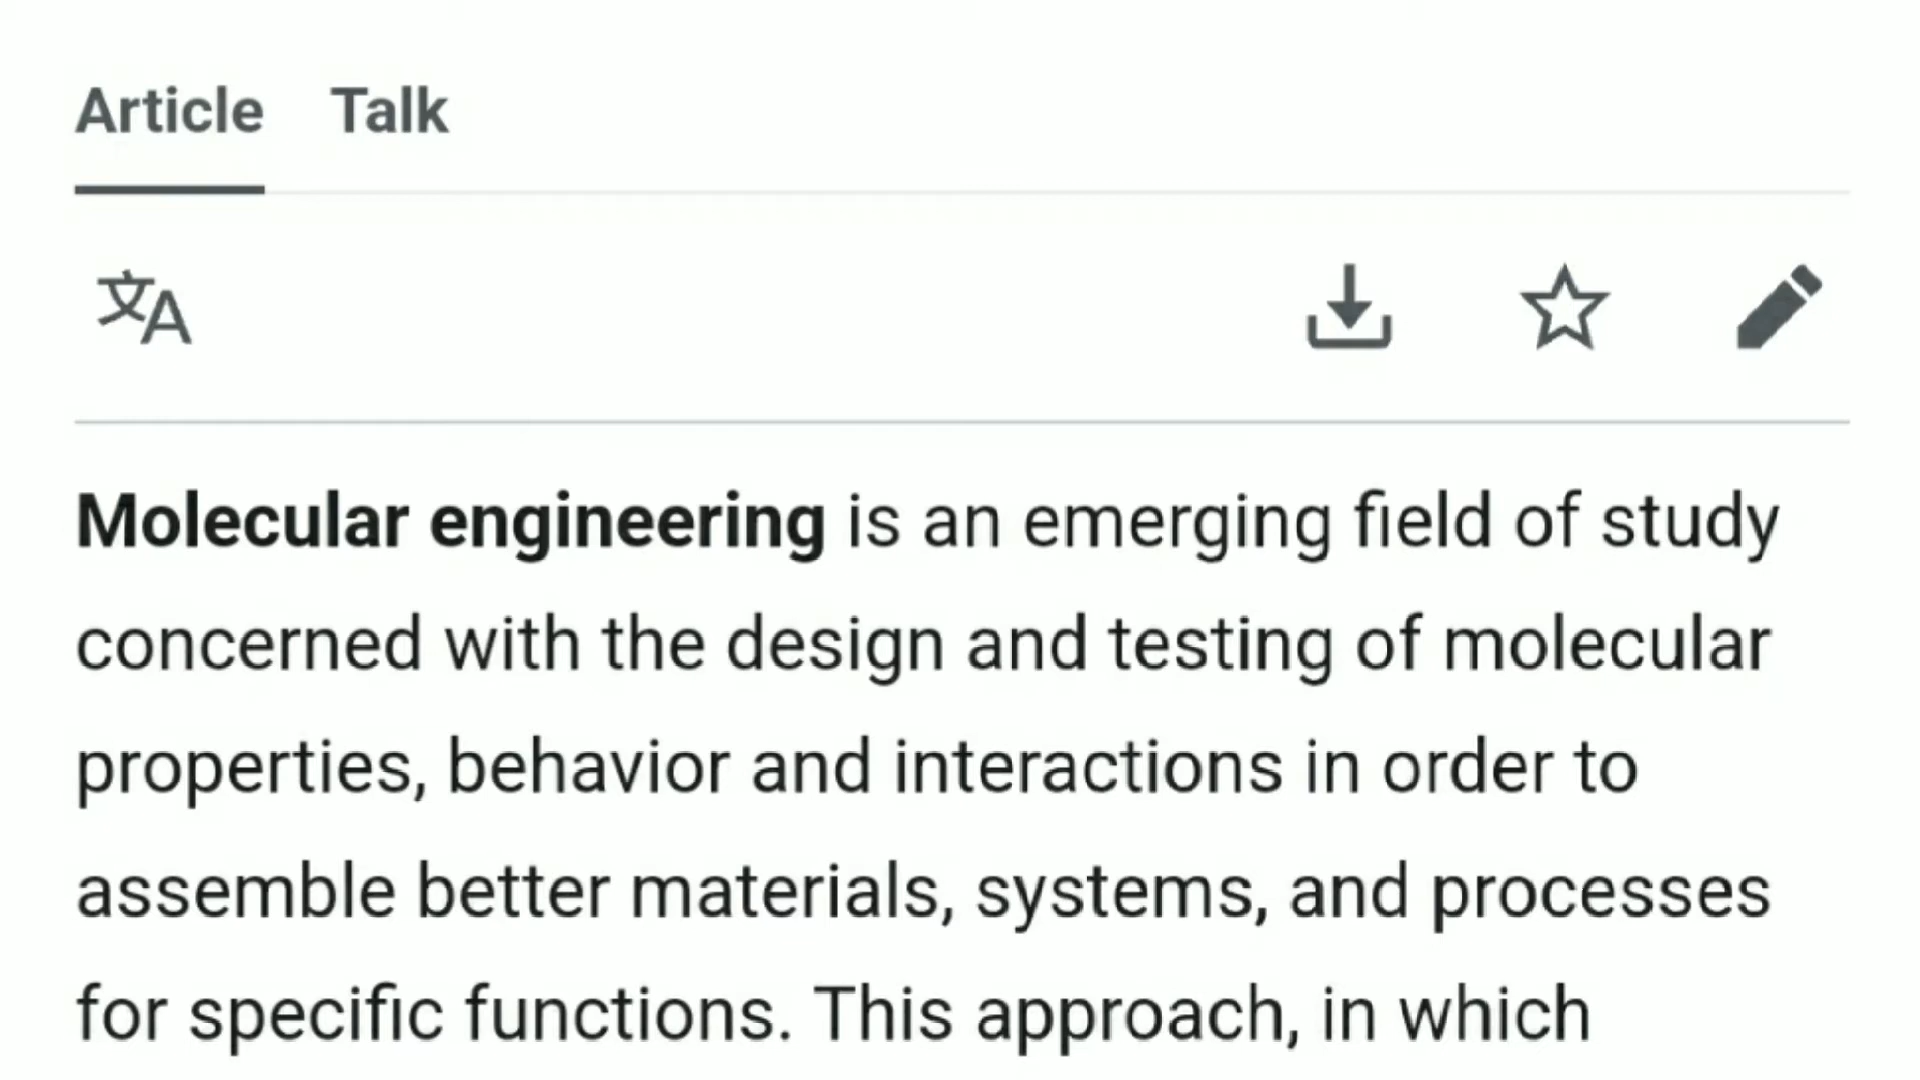 Article Talk
文A
Molecular engineering is an emerging field of study
concerned with the design and testing of molecular
properties, behavior and interactions in order to
assemble better materials, systems, and processes
for specific functions. This approach, in which